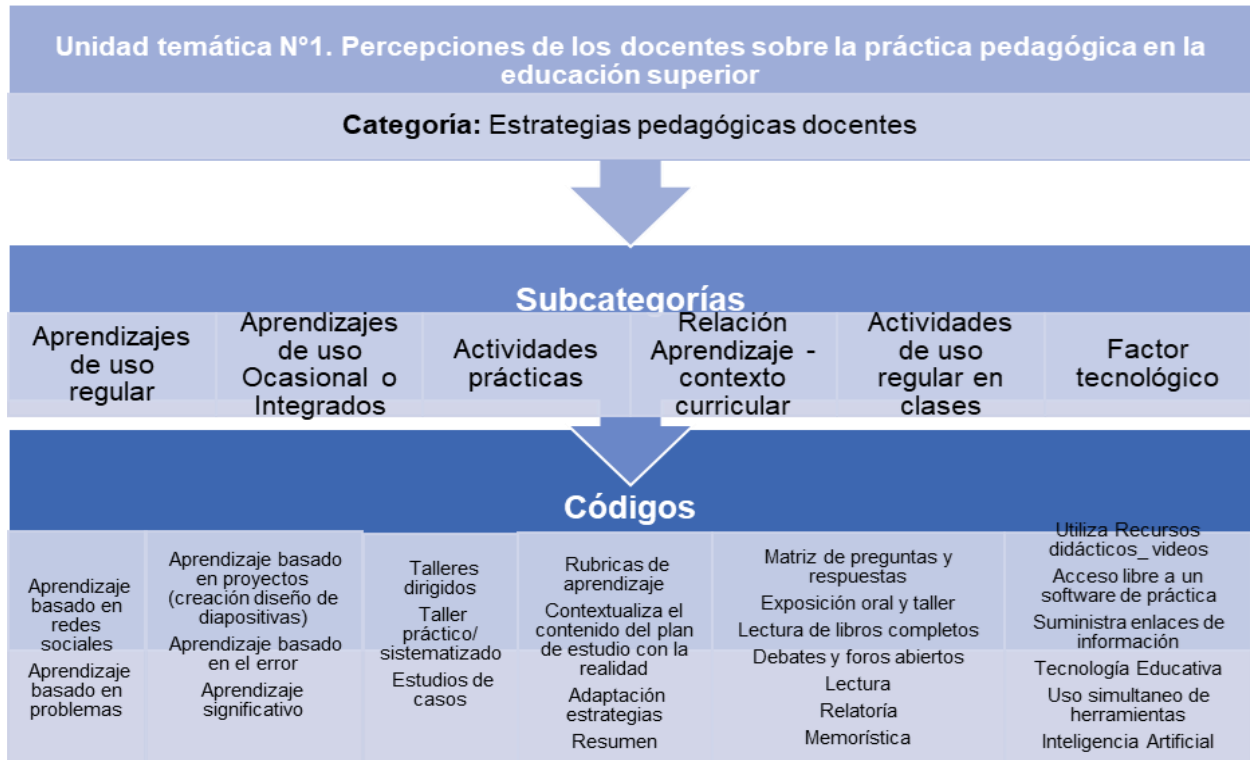 Unidad temática N°1. Percepciones de los docentes sobre la práctica pedagógica en la
educación superior
Categoría: Estrategias pedagógicas docentes
Subcategorías
Aprendizajes
de uso
regular
Aprendizajes
de uso
Ocasional o
Integrados
Actividades
prácticas
Relación
Aprendizaje -
contexto
curricular
Actividades
de uso
regular en
clases
Factor
tecnológico
Códigos
Aprendizaje
basado en
redes
sociales
Aprendizaje
basado en
problemas
Aprendizaje basado
en proyectos
(creación diseño de
diapositivas)
Aprendizaje basado
en el error
Aprendizaje
significativo
Talleres
dirigidos
Taller
práctico/
sistematizado
Estudios de
casos
Rubricas de
aprendizaje
Contextualiza el
contenido del plan
de estudio con la
realidad
Adaptación
estrategias
Resumen
Matriz de preguntas y
respuestas
Exposición oral y taller
Lectura de libros completos
Debates y foros abiertos
Lectura
Relatoría
Memorística
Utiliza Recursos
didácticos_ videos
Acceso libre a un
software de práctica
Suministra enlaces de
información
Tecnología Educativa
Uso simultaneo de
herramientas
Inteligencia Artificial